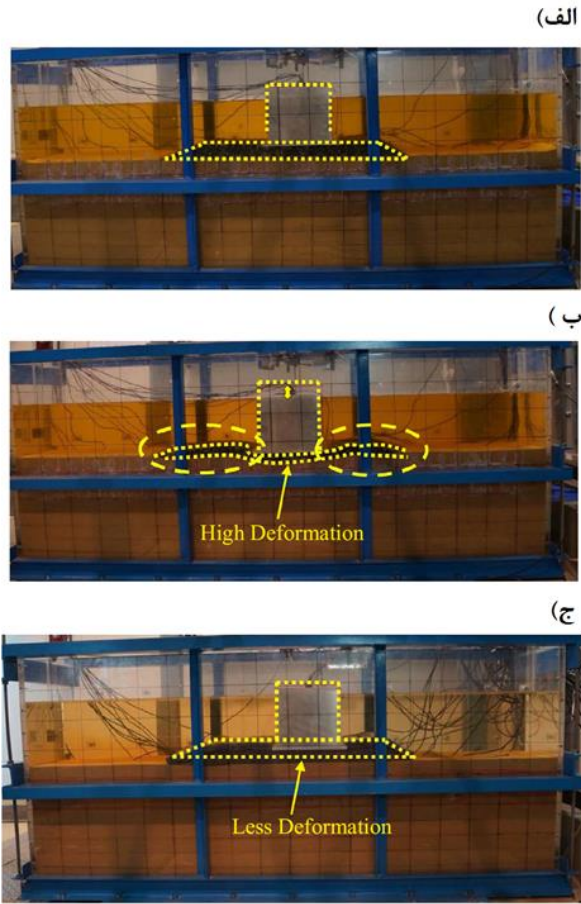 الف)
ب )
High Deformation
ج)
Less Deformation